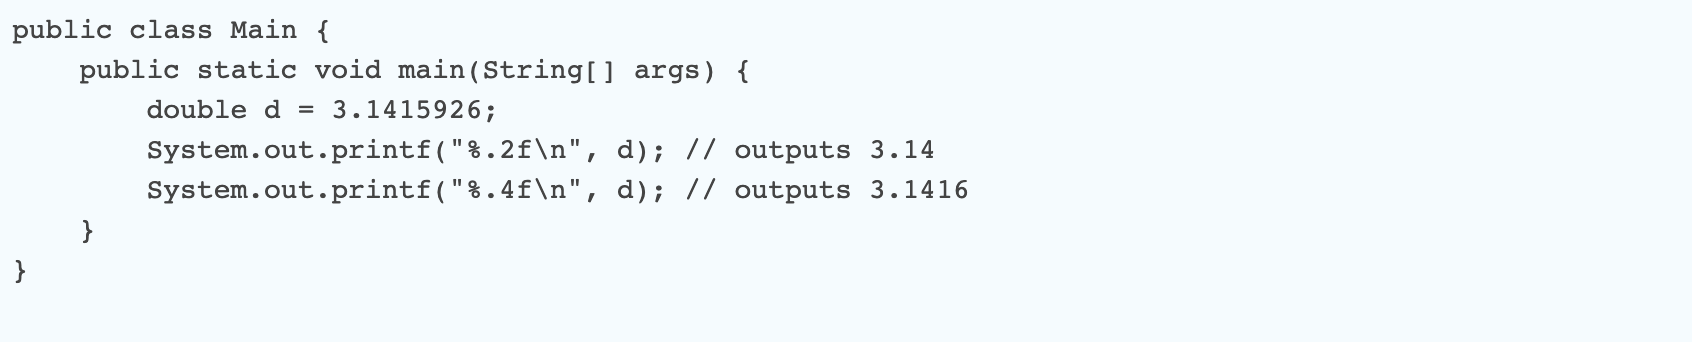 public class Main {
    public static void main(String[] args) {
        double d = 3.1415926;
        System.out.printf("%.2f\n", d); // outputs 3.14
        System.out.printf("%.4f\n", d); // outputs 3.1416
    }
}